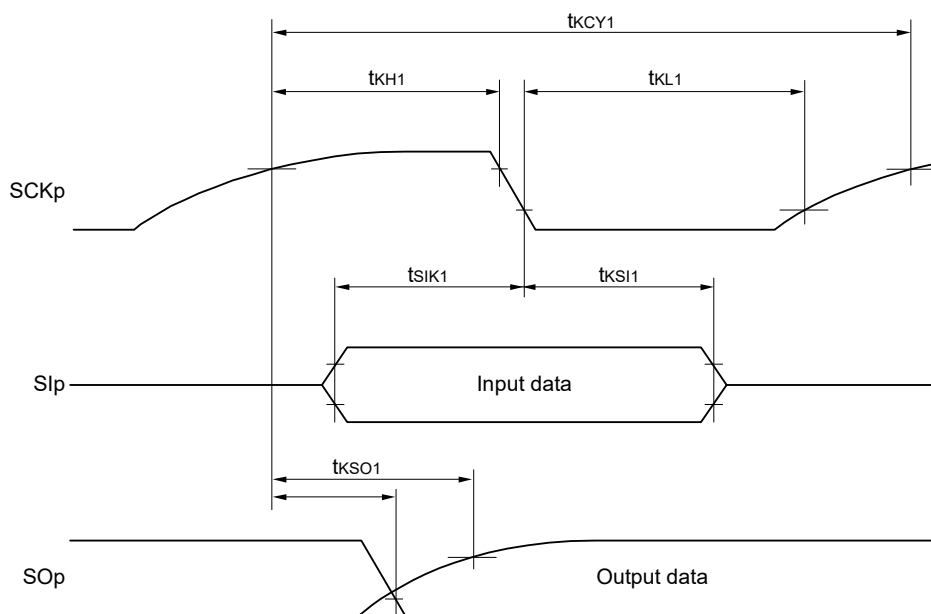 tKCY1
tKH1 tKL1
SCKp
tSIK1 tKSI1
SIp Input data
tKSO1
SOp Output data